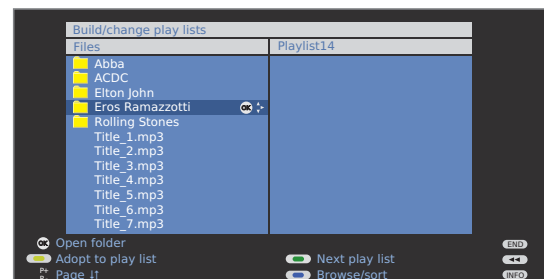 Build/change play lists
Files
Playlist14
Abba
ACDC
Elton John
Eros Ramazzotti OK
Rolling Stones
Title_1.mp3
Title_2.mp3
Title_3.mp3
Title_4.mp3
Title_5.mp3
Title_6.mp3
Title_7.mp3
OK Open folder
END
Adopt to play list
Next play list
P+
P-
Page ↓↑
Browse/sort
INFO